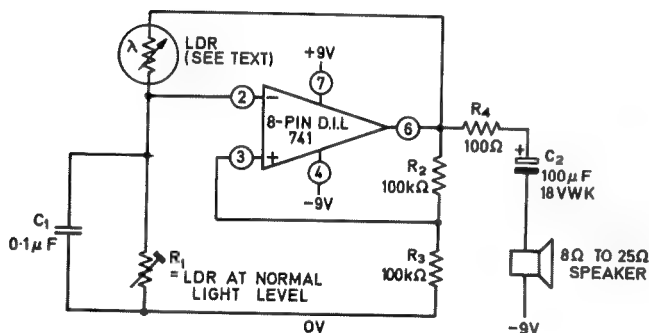 λ
LDR
(SEE TEXT)
+9V
7
2
−
8-PIN D.I.L
741
6
3
+
4
−9V
R4
100Ω
+
C2
100µF
18VWK
R2
100kΩ
C1
0·1µF
R1
= LDR AT NORMAL
LIGHT LEVEL
R3
100kΩ
8Ω TO 25Ω
SPEAKER
0V
−9V